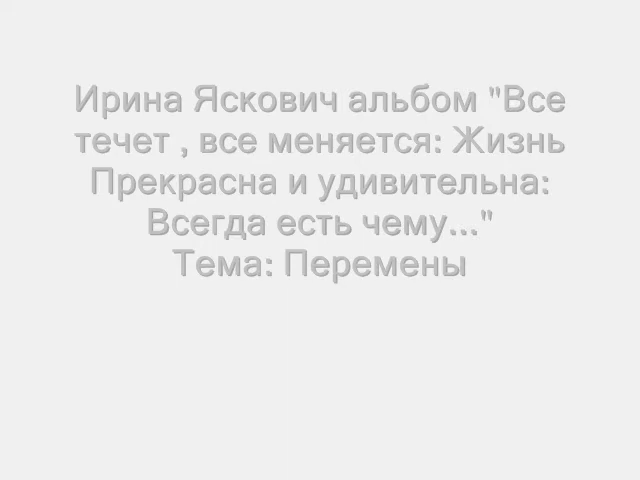 Ирина Яскович альбом "Все
течет , все меняется: Жизнь
Прекрасна и удивительна:
Всегда есть чему..."
Тема: Перемены